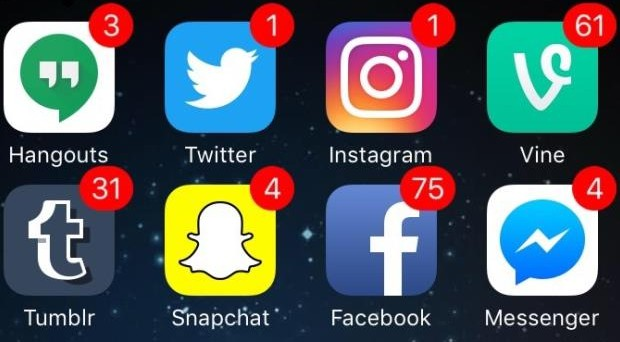 3 1 1 61
Hangouts Twitter Instagram Vine
31 4 75 4
Tumblr Snapchat Facebook Messenger